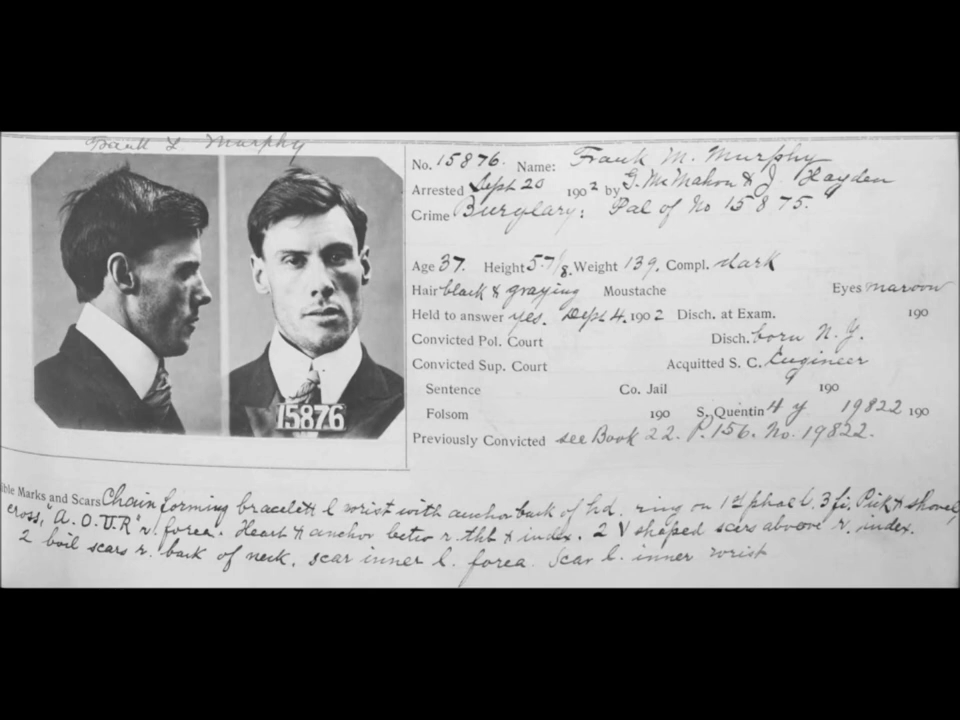 Frank L. Murphy
No. 15876. Name: Frank M. Murphy
Arrested Sept 20 1902 by G. McMahon & J. Hayden
Crime Burglary: Pal of No 15875.
Age 37. Height 5-7 1/8. Weight 139. Compl. dark
Hair black & graying Moustache Eyes maroon
Held to answer yes. Sept 4. 1902 Disch. at Exam. 190
Convicted Pol. Court Disch. born N.Y.
Convicted Sup. Court Acquitted S. C. Engineer
Sentence Co. Jail 190
Folsom 190 S. Quentin 4 y 19822 190
Previously Convicted see Book 22. P. 156. No. 19822.
15876
ible Marks and Scars Chain forming bracelett l wrist with anchor back of hd. ring on 1st phae l. 3 fi. Pick & shovel,
cross, "A.O.U.R" r. forea. Heart & anchor betw r. thb & index. 2 V shaped scars abvove r. index.
2 boil scars r. back of neck, scar inner l. forea. Scar l. inner wrist